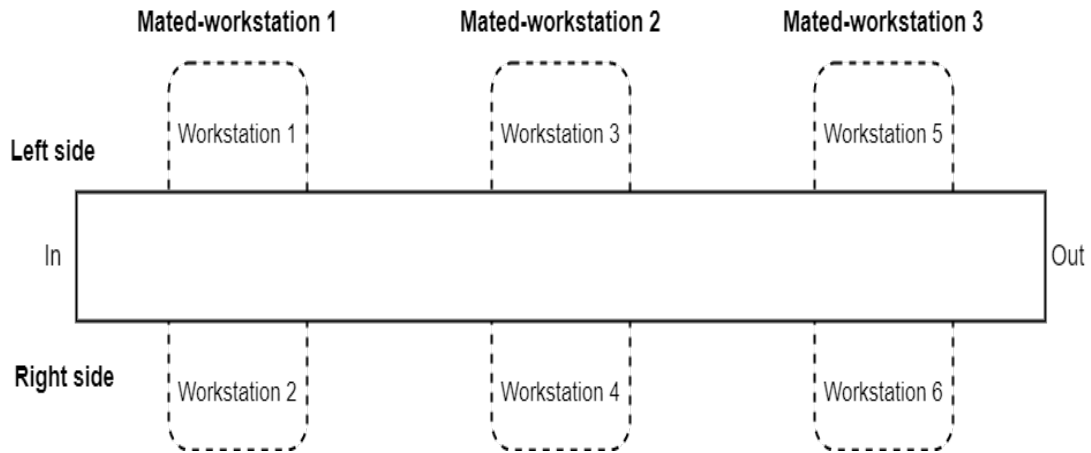 Mated-workstation 1
Mated-workstation 2
Mated-workstation 3
Workstation 1
Workstation 3
Workstation 5
Left side
In
Out
Right side
Workstation 2
Workstation 4
Workstation 6